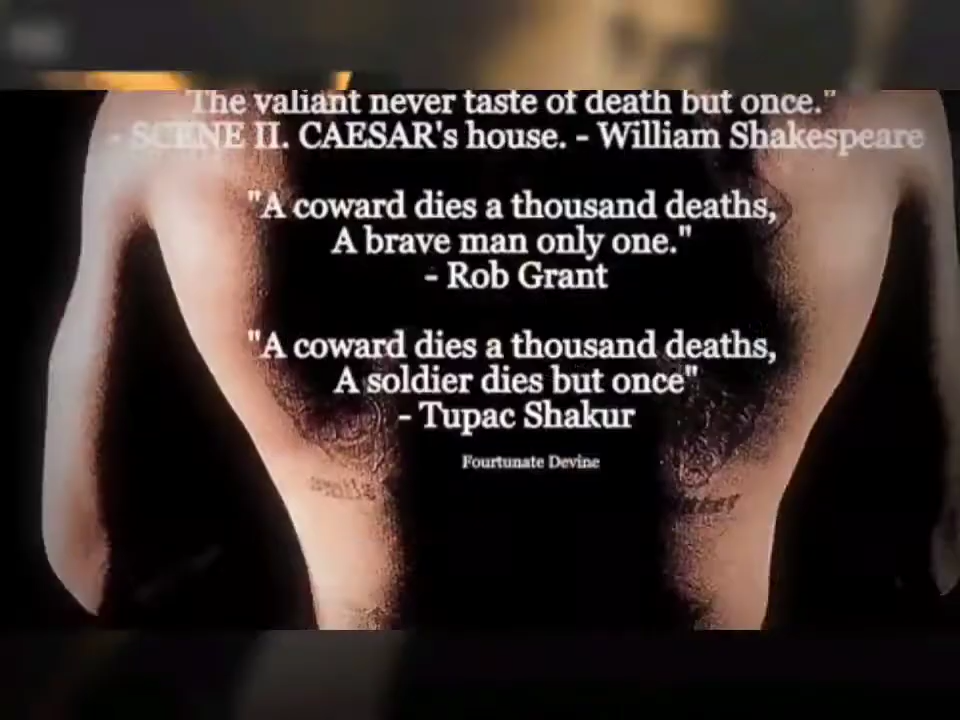 The valiant never taste of death but once."
- SCENE II. CAESAR's house. - William Shakespeare
"A coward dies a thousand deaths,
A brave man only one."
- Rob Grant
"A coward dies a thousand deaths,
A soldier dies but once"
- Tupac Shakur
Fourtunate Devine